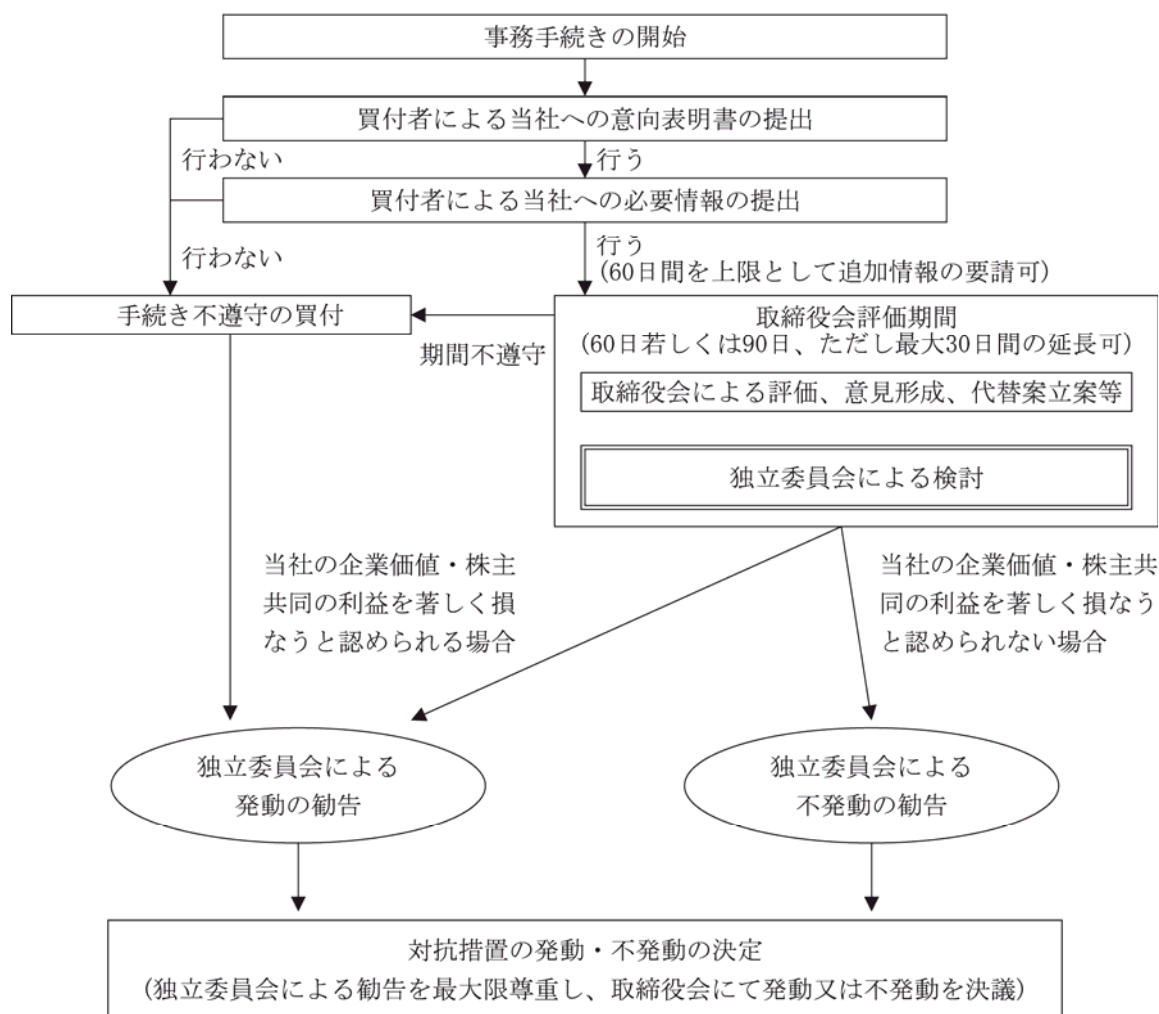 事務手続きの開始
買付者による当社への意向表明書の提出
行わない
行う
買付者による当社への必要情報の提出
行わない
行う
(60日間を上限として追加情報の要請可)
手続き不遵守の買付
期間不遵守
取締役会評価期間
(60日若しくは90日、ただし最大30日間の延長可)
取締役会による評価、意見形成、代替案立案等
独立委員会による検討
当社の企業価値・株主
共同の利益を著しく損
なうと認められる場合
当社の企業価値・株主共
同の利益を著しく損なう
と認められない場合
独立委員会による
発動の勧告
独立委員会による
不発動の勧告
対抗措置の発動・不発動の決定
(独立委員会による勧告を最大限尊重し、取締役会にて発動又は不発動を決議)